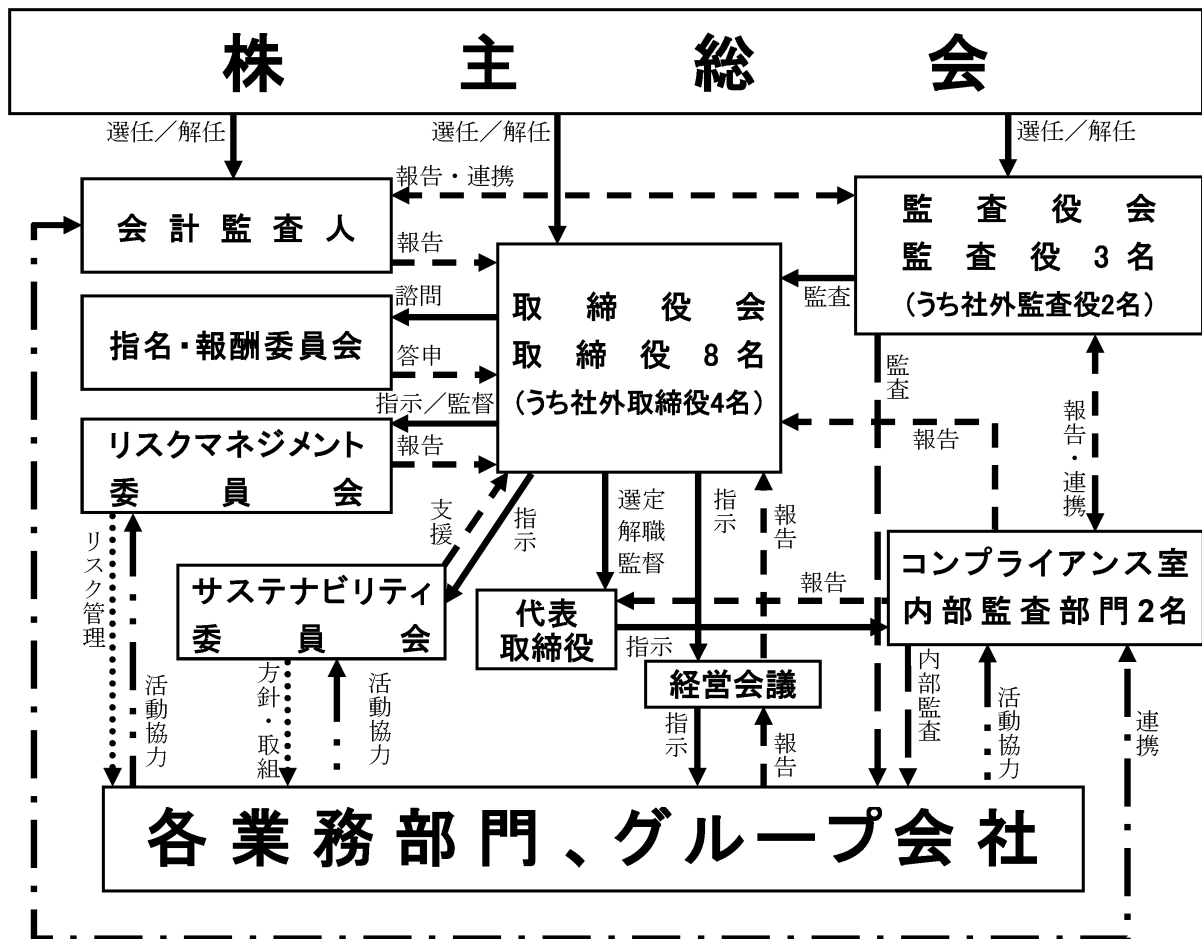 株主総会
選任／解任
選任／解任
選任／解任
報告・連携
会計監査人
監査役会
監査役3名
(うち社外監査役2名)
報告
諮問
取締役会
取締役8名
(うち社外取締役4名)
監査
指名・報酬委員会
答申
指示／監督
監査
リスクマネジメント
委員会
報告
報告
報告・連携
支援
指示
選定
解職
監督
指示
報告
リスク管理
サステナビリティ
委員会
代表
取締役
報告
指示
コンプライアンス室
内部監査部門2名
経営会議
活動協力
方針・取組
活動協力
指示
報告
内部監査
活動協力
連携
各業務部門、グループ会社